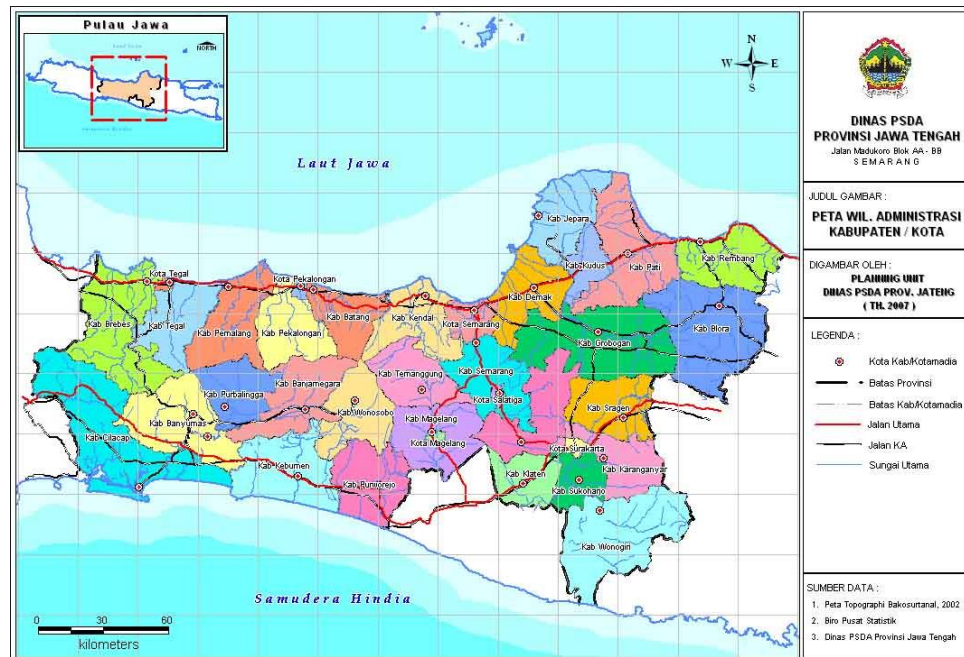 Pulau Jawa
NORTH
N
W E
S
Laut Jawa
Kab Jepara
Kab Kudus
Kab Pati
Kab Rembang
Kota Tegal
Kota Pekalongan
Kab Demak
Kab Brebes
Kab Tegal
Kab Pemalang
Kab Pekalongan
Kab Batang
Kab Kendal
Kota Semarang
Kab Grobogan
Kab Blora
Kab Temanggung
Kab Semarang
Kab Purbalingga
Kab Banjarnegara
Kab Wonosobo
Kota Salatiga
Kab Sragen
Kab Banyumas
Kab Magelang
Kab Cilacap
Kota Magelang
Kota Surakarta
Kab Kebumen
Kab Karanganyar
Kab Purworejo
Kab Klaten
Kab Sukoharjo
Kab Wonogiri
Samudera Hindia
0 30 60
kilometers
DINAS PSDA
PROVINSI JAWA TENGAH
Jalan Madukoro Blok AA - BB
SEMARANG
JUDUL GAMBAR :
PETA WIL. ADMINISTRASI
KABUPATEN / KOTA
DIGAMBAR OLEH :
PLANNING UNIT
DINAS PSDA PROV. JATENG
( TH. 2007 )
LEGENDA :
Kota Kab/Kotamadia
Batas Provinsi
Batas Kab/Kotamadia
Jalan Utama
Jalan KA
Sungai Utama
SUMBER DATA :
1. Peta Topographi Bakosurtanal, 2002
2. Biro Pusat Statistik
3. Dinas PSDA Provinsi Jawa Tengah